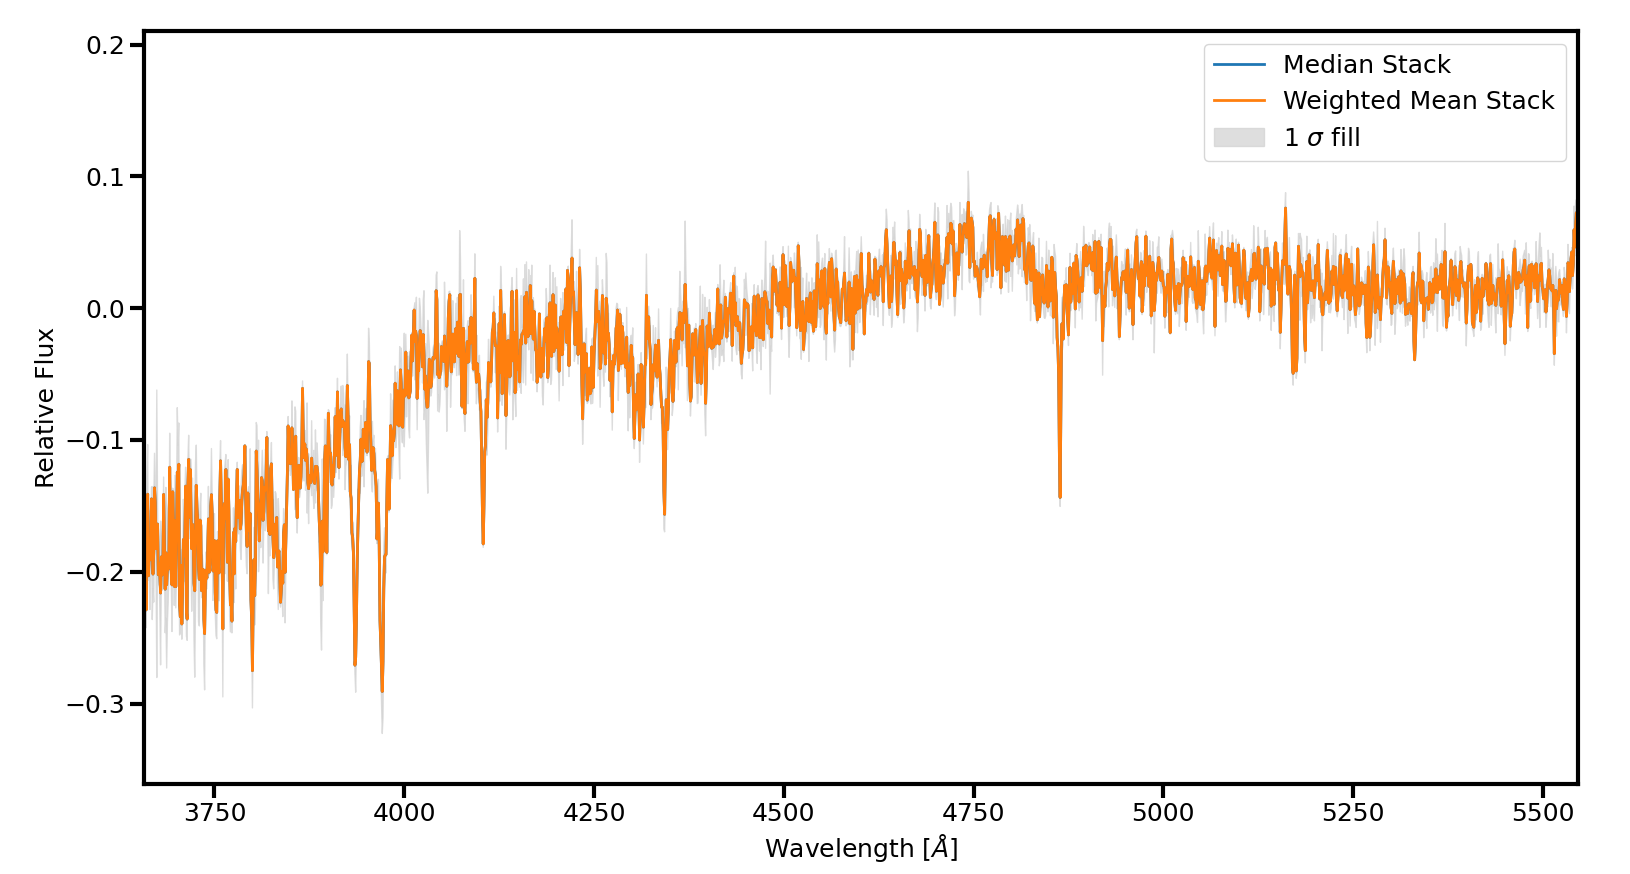 0.2
0.1
0.0
−0.1
−0.2
−0.3
Relative Flux
Median Stack
Weighted Mean Stack
1 σ fill
3750 4000 4250 4500 4750 5000 5250 5500
Wavelength [Å]